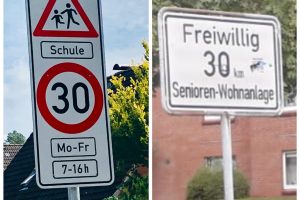 Schule
30
Mo-Fr
7-16h
Freiwillig
30 km
Senioren-Wohnanlage